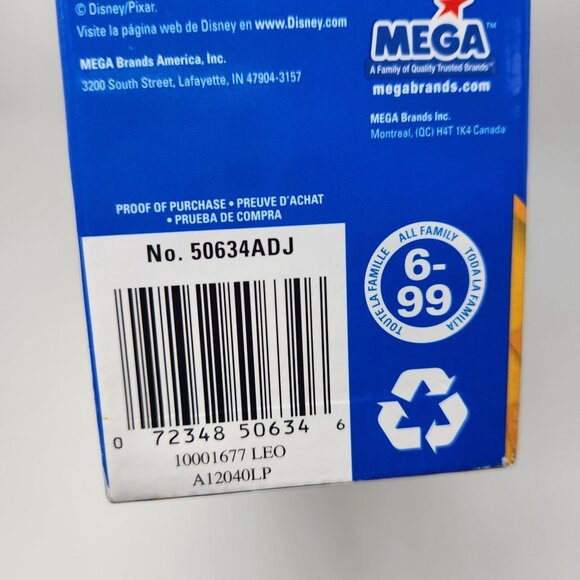 © Disney/Pixar.
Visite la página web de Disney en www.Disney.com
MEGA Brands America, Inc.
3200 South Street, Lafayette, IN 47904-3157
MEGA™
A Family of Quality Trusted Brands™
megabrands.com
MEGA Brands Inc.
Montreal, (QC) H4T 1K4 Canada
PROOF OF PURCHASE • PREUVE D'ACHAT
• PRUEBA DE COMPRA
No. 50634ADJ
0 72348 50634 6
10001677 LEO
A12040LP
ALL FAMILY
TODA LA FAMILIA
TOUTE LA FAMILLE
6-
99